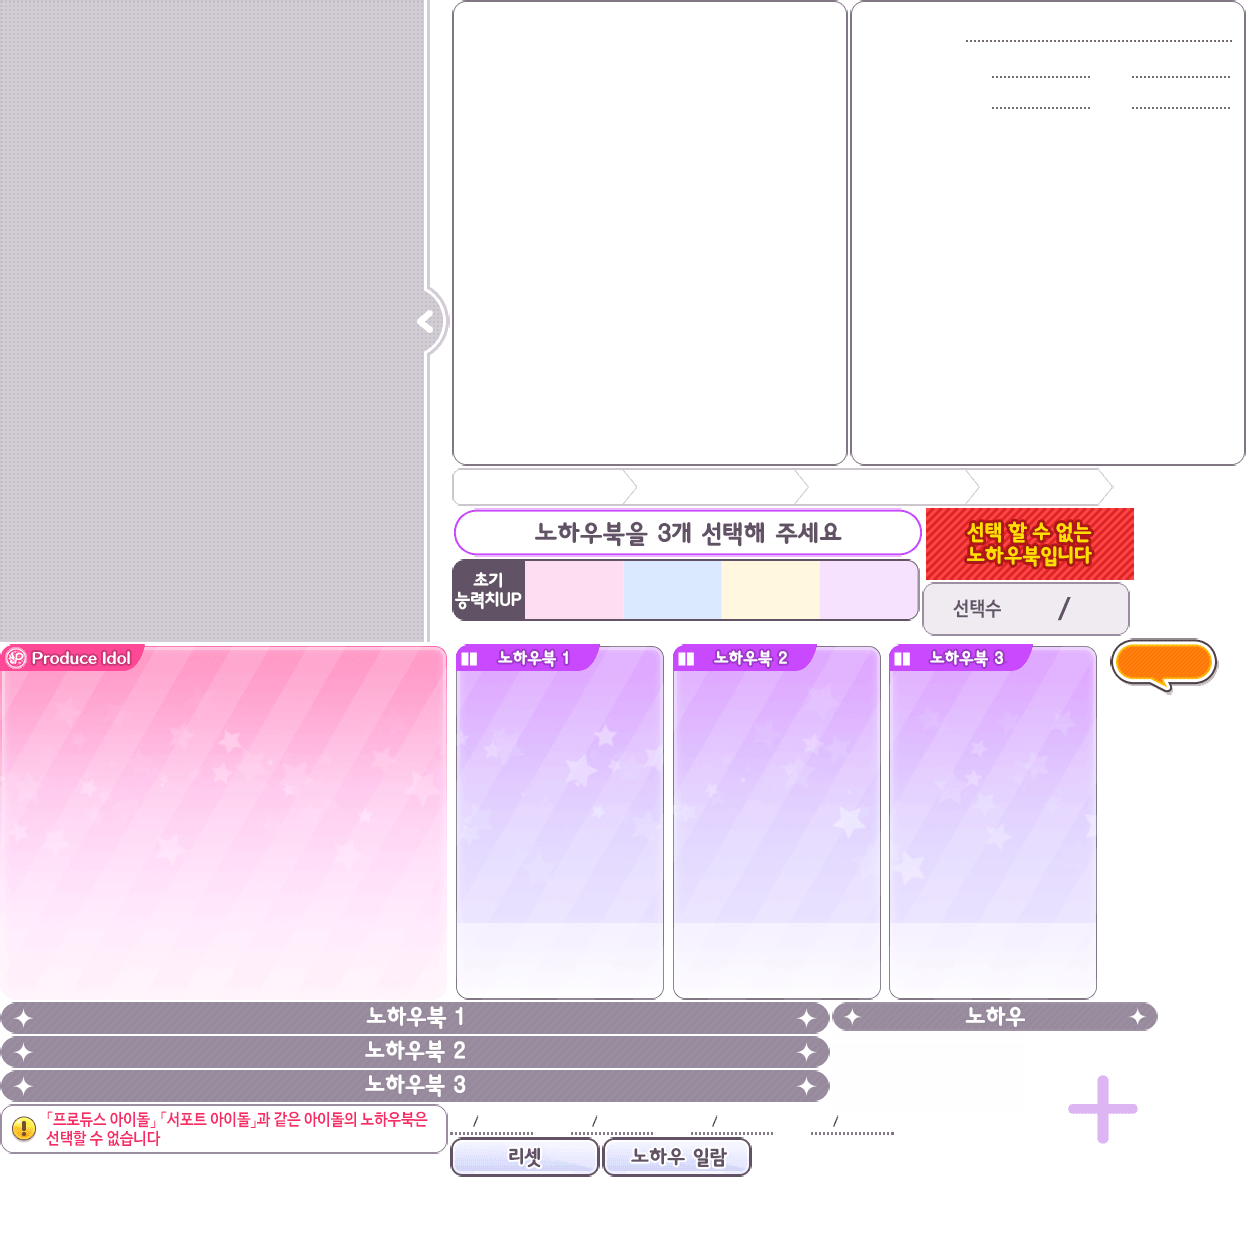 노하우북을 3개 선택해 주세요
선택 할 수 없는
노하우북입니다
초기
능력치UP
선택수 /
Produce Idol
노하우북 1
노하우북 2
노하우북 3
노하우북 1
노하우
노하우북 2
노하우북 3
「프로듀스 아이돌」 「서포트 아이돌」과 같은 아이돌의 노하우북은
선택할 수 없습니다
/ / / /
리셋
노하우 일람